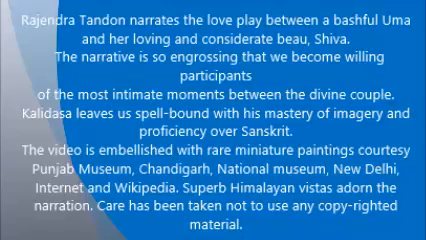 Rajendra Tandon narrates the love play between a bashful Uma
and her loving and considerate beau, Shiva.
The narrative is so engrossing that we become willing
participants
of the most intimate moments between the divine couple.
Kalidasa leaves us spell-bound with his mastery of imagery and
proficiency over Sanskrit.
The video is embellished with rare miniature paintings courtesy
Punjab Museum, Chandigarh, National museum, New Delhi,
Internet and Wikipedia. Superb Himalayan vistas adorn the
narration. Care has been taken not to use any copy-righted
material.